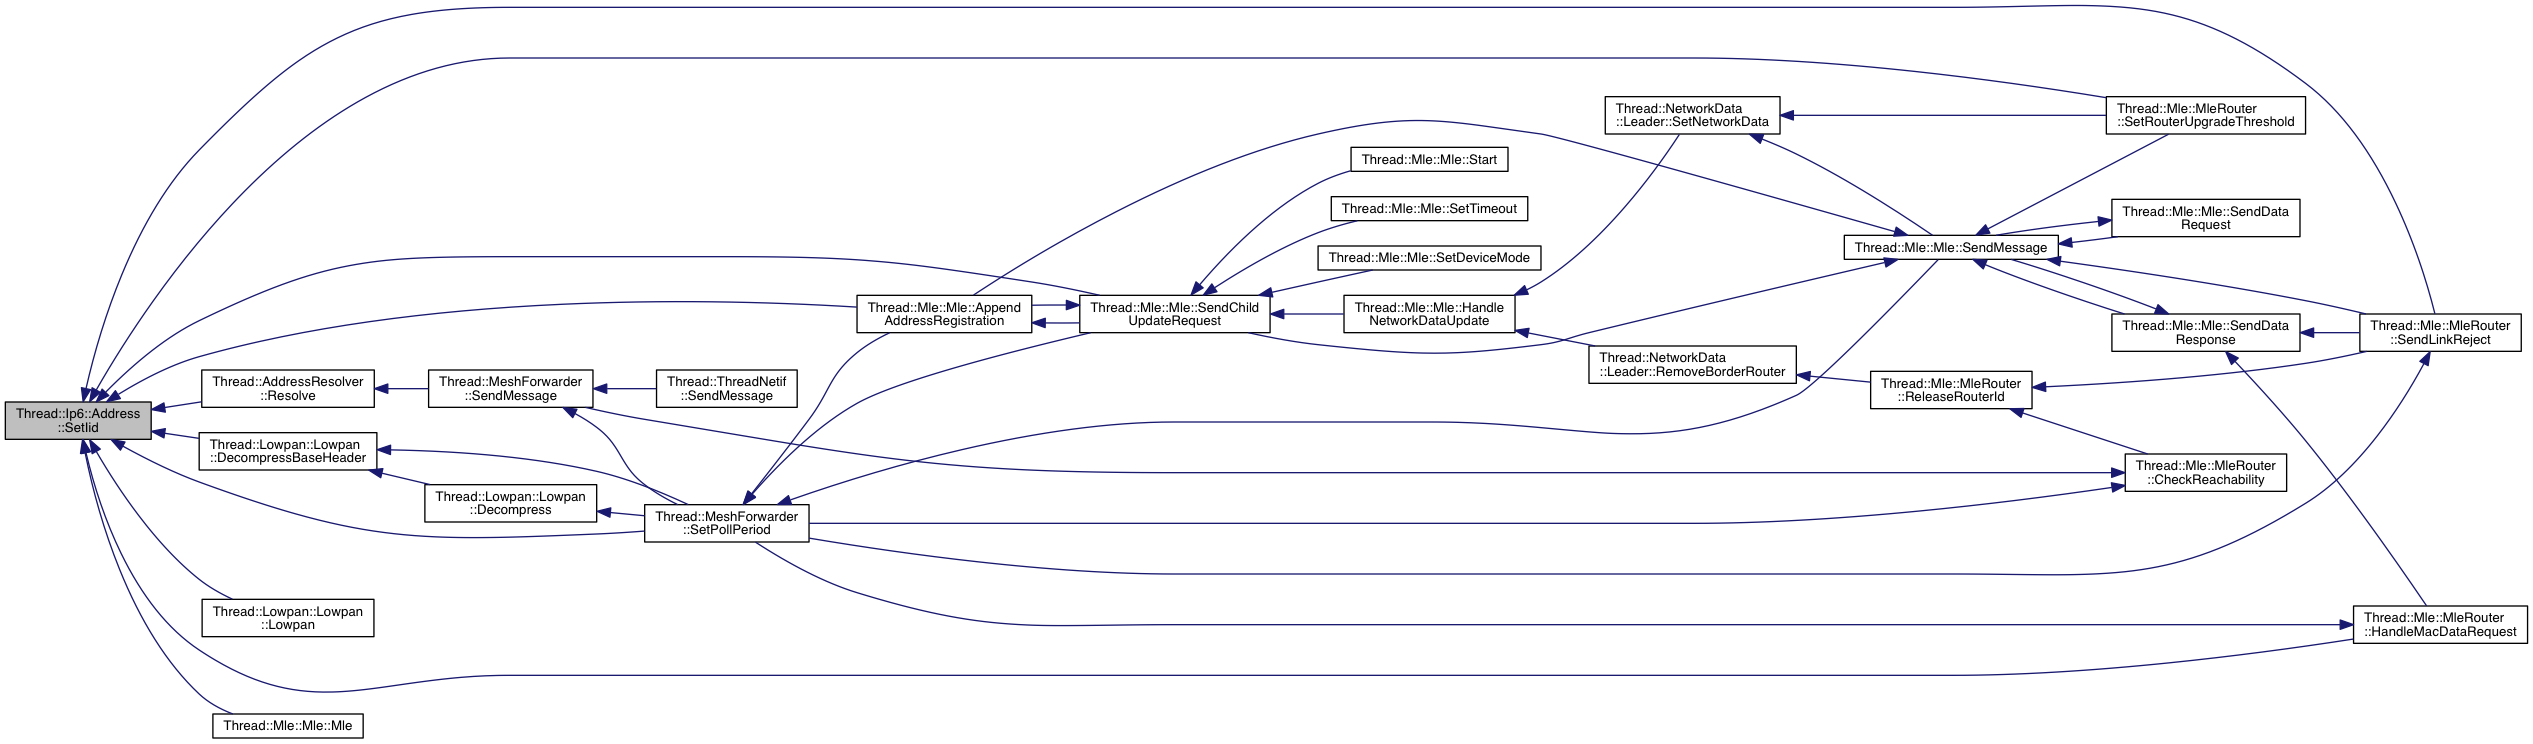 Thread::Ip6::Address
::SetIid
Thread::AddressResolver
::Resolve
Thread::Lowpan::Lowpan
::DecompressBaseHeader
Thread::Lowpan::Lowpan
::Lowpan
Thread::Mle::Mle::Mle
Thread::MeshForwarder
::SendMessage
Thread::Lowpan::Lowpan
::Decompress
Thread::ThreadNetif
::SendMessage
Thread::MeshForwarder
::SetPollPeriod
Thread::Mle::Mle::Append
AddressRegistration
Thread::Mle::Mle::SendChild
UpdateRequest
Thread::Mle::Mle::Start
Thread::Mle::Mle::SetTimeout
Thread::Mle::Mle::SetDeviceMode
Thread::Mle::Mle::Handle
NetworkDataUpdate
Thread::NetworkData
::Leader::SetNetworkData
Thread::NetworkData
::Leader::RemoveBorderRouter
Thread::Mle::Mle::SendMessage
Thread::Mle::MleRouter
::ReleaseRouterId
Thread::Mle::MleRouter
::SetRouterUpgradeThreshold
Thread::Mle::Mle::SendData
Request
Thread::Mle::Mle::SendData
Response
Thread::Mle::MleRouter
::CheckReachability
Thread::Mle::MleRouter
::SendLinkReject
Thread::Mle::MleRouter
::HandleMacDataRequest